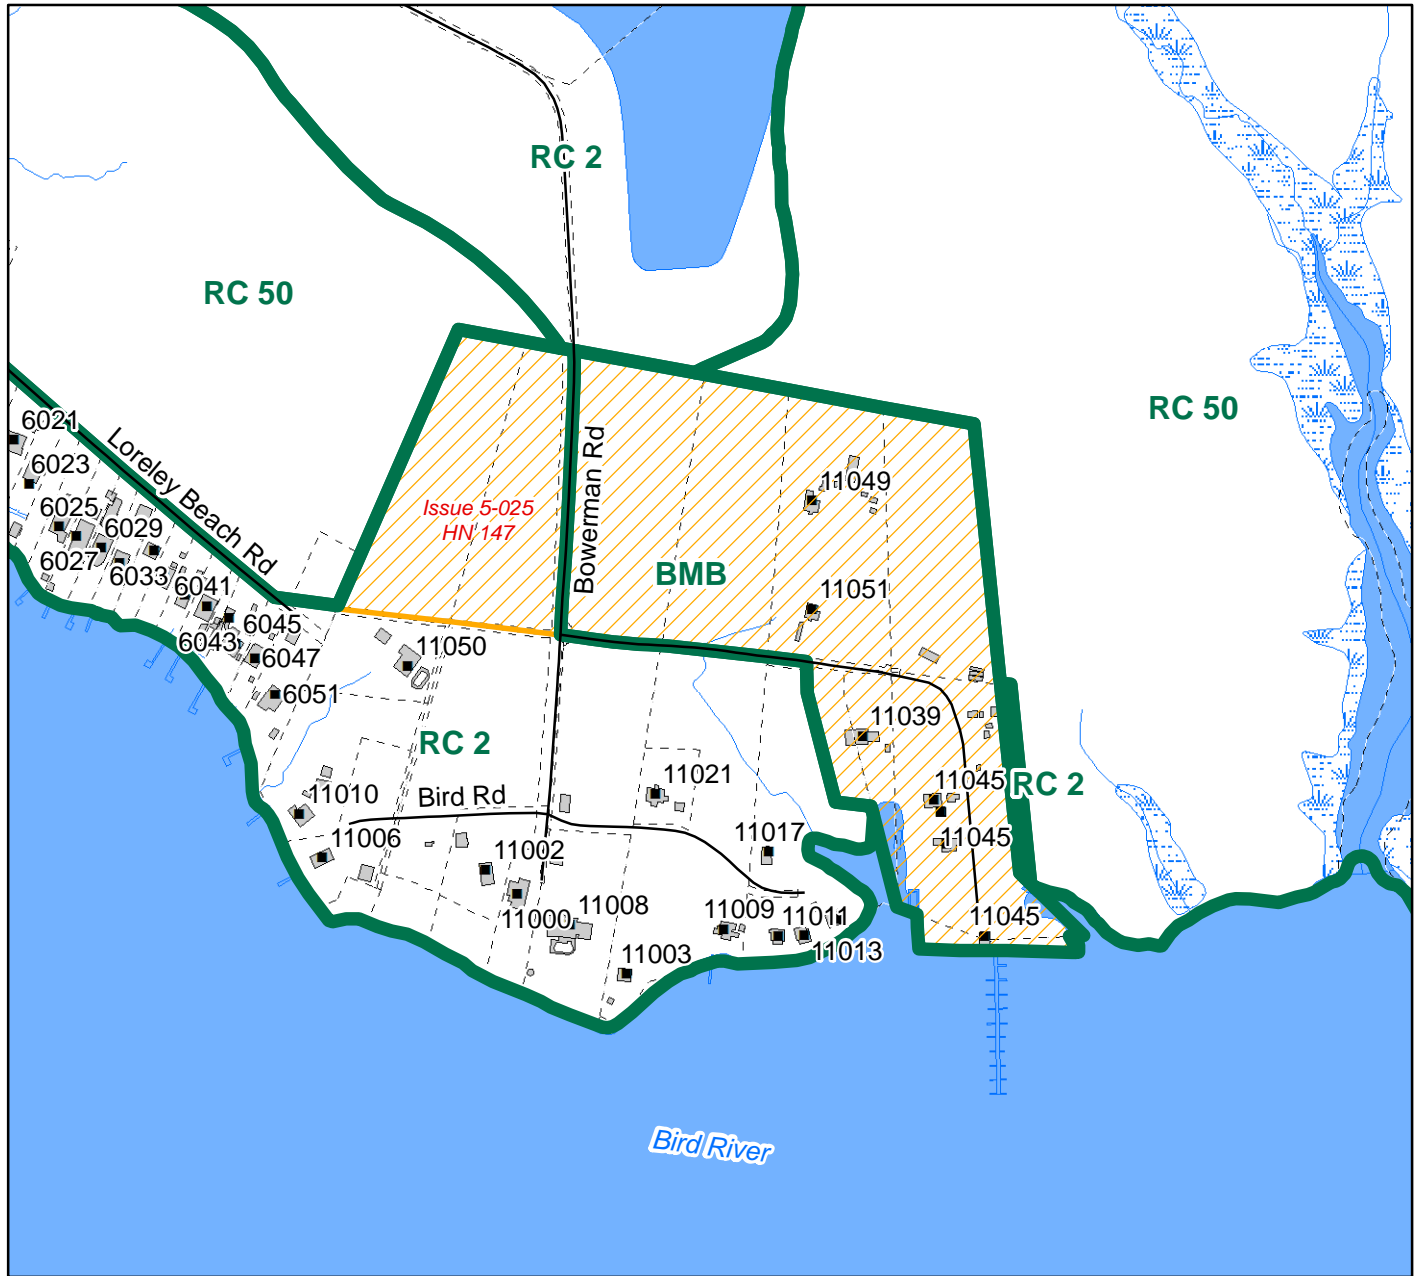 RC 2
RC 50
RC 50
6021
Loreley Beach Rd
6023
11049
Issue 5-025
HN 147
Bowerman Rd
6025
6029
6027
6033
BMB
11051
6041
6045
6043
6047
11050
6051
11039
RC 2
11021
11045
RC 2
Bird Rd
11010
11006
11017
11045
11002
11000
11008
11009
11011
11045
11013
11003
Bird River